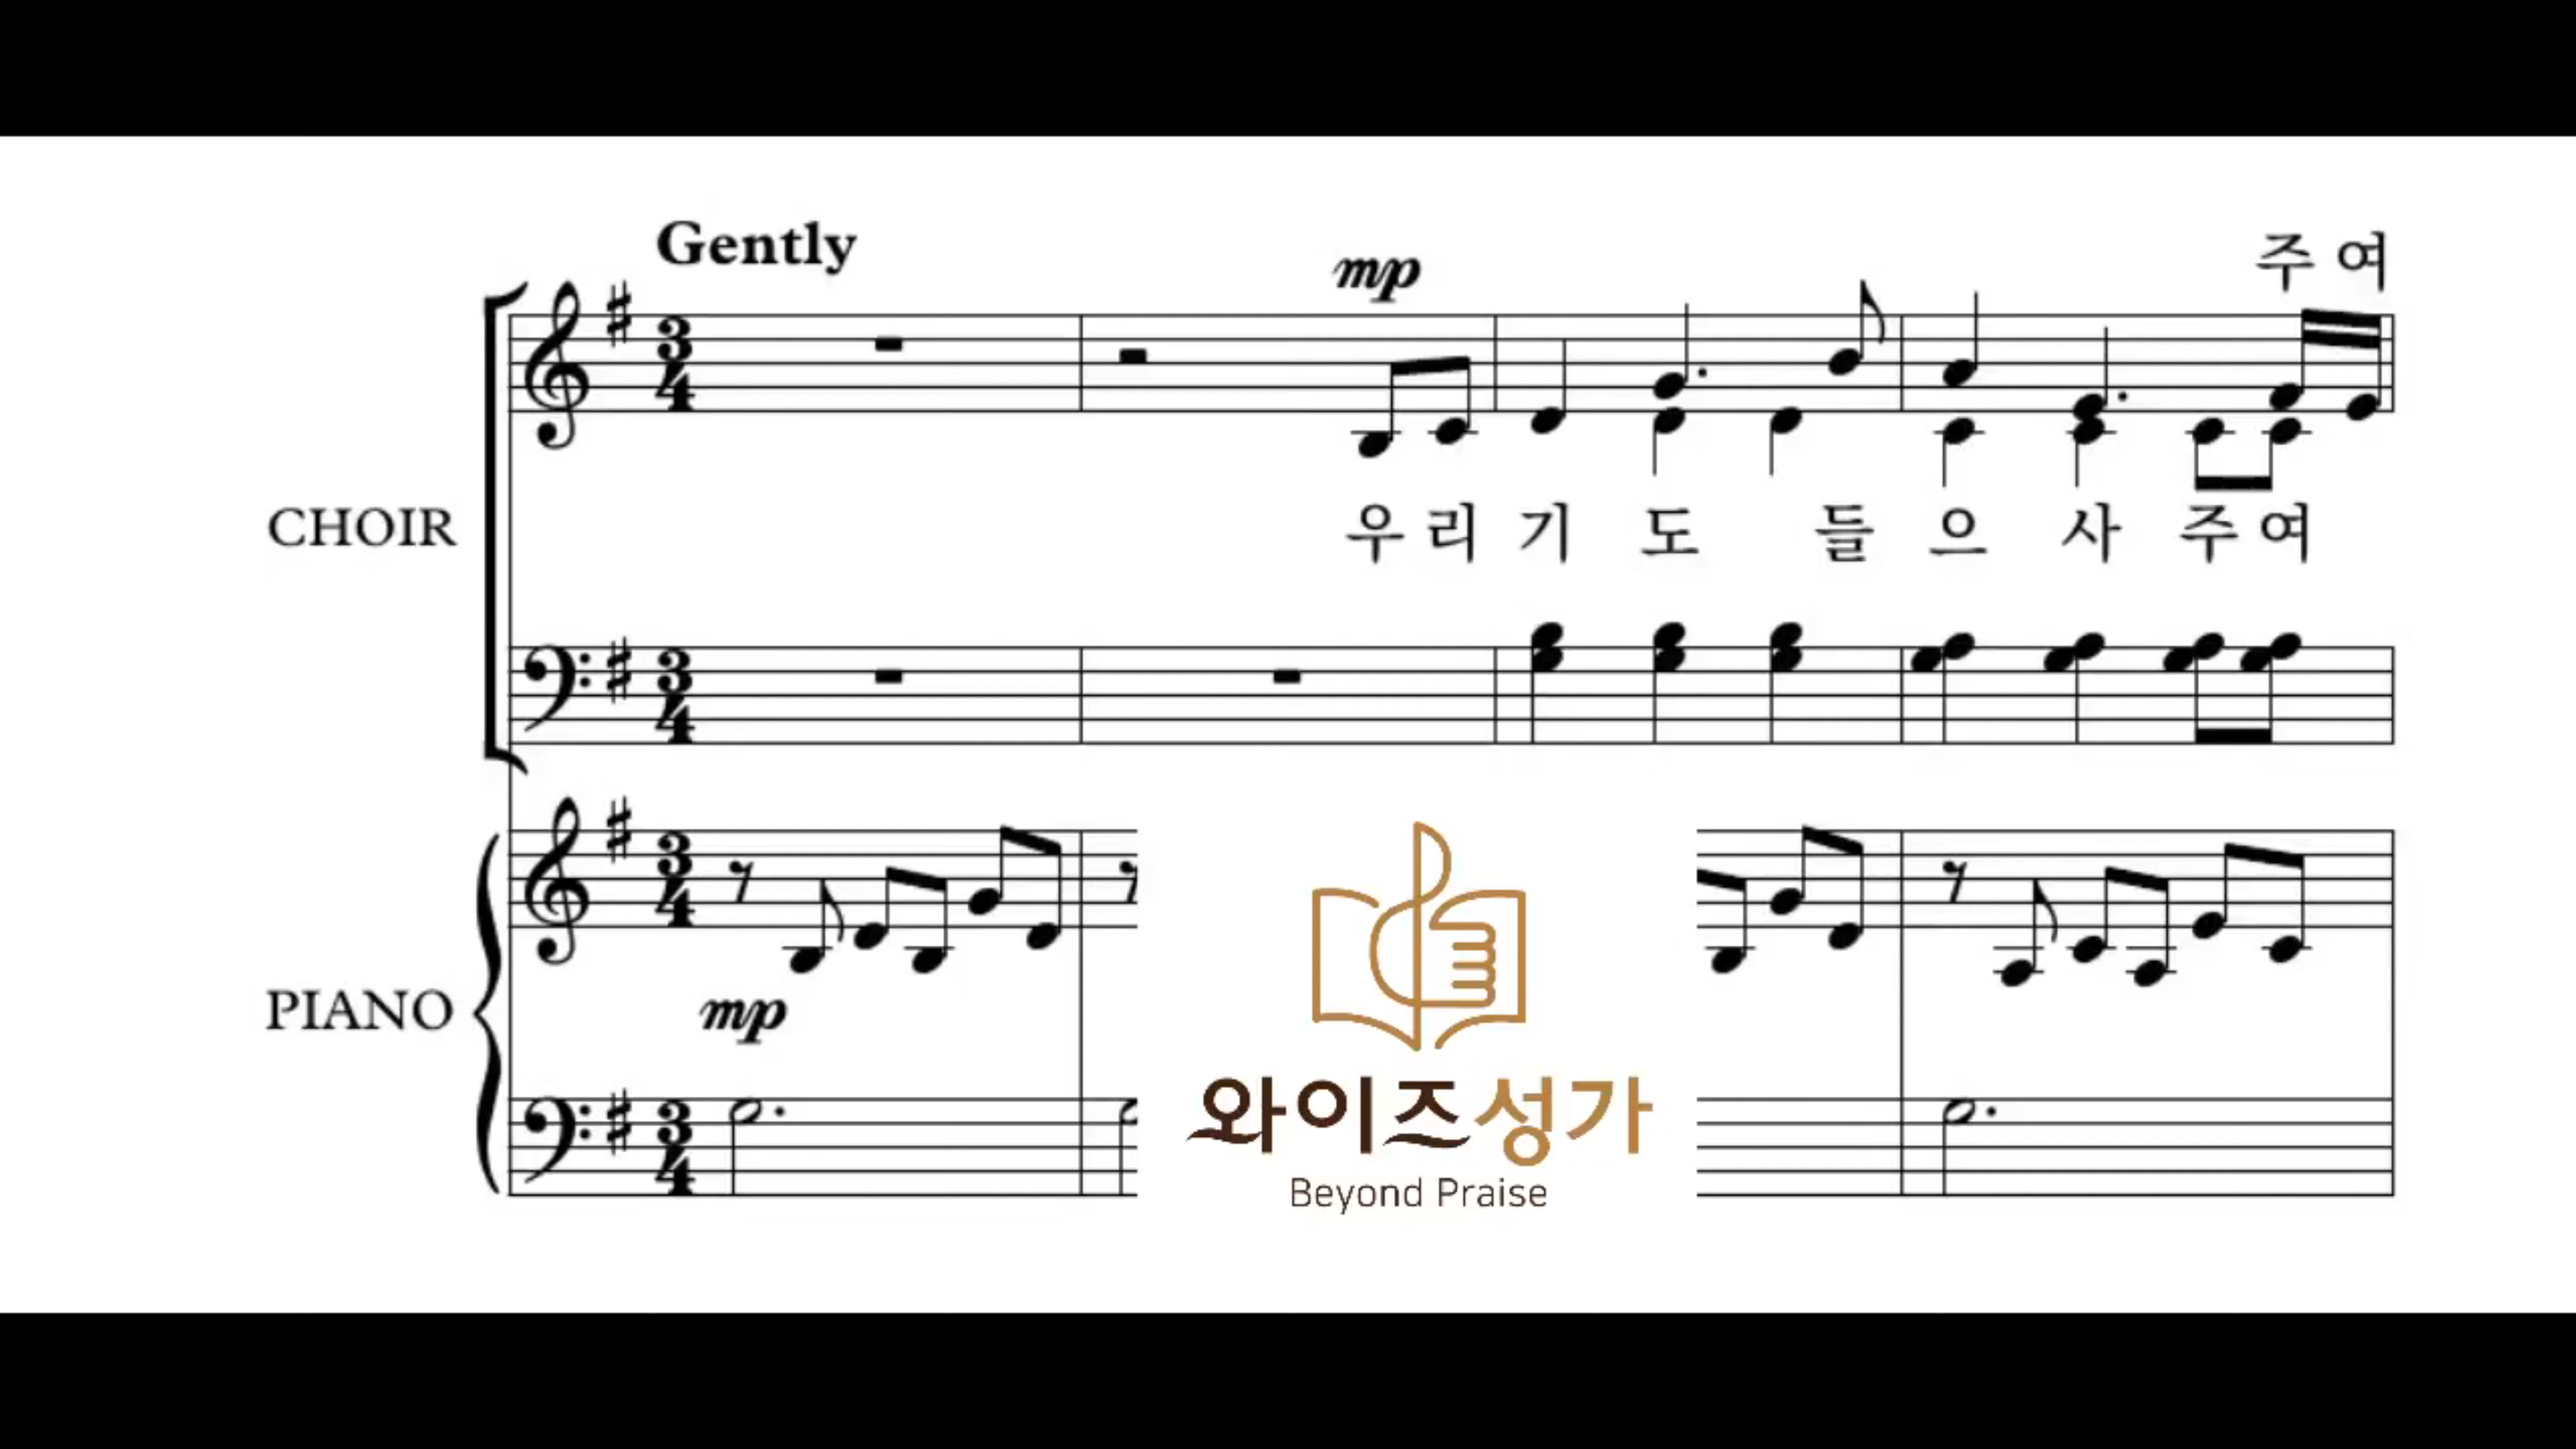 Gently
mp
주 여
CHOIR
우 리 기 도 들 으 사 주 여
PIANO
mp
와이즈성가
Beyond Praise